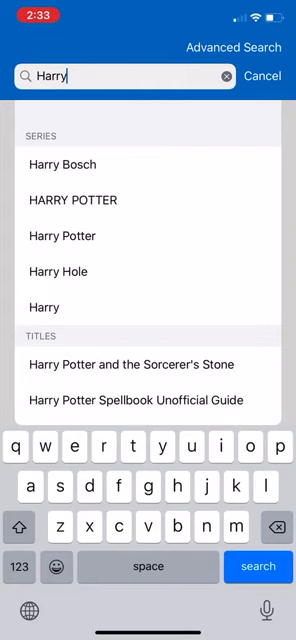 2:33
Advanced Search
Harry
Cancel
SERIES
Harry Bosch
HARRY POTTER
Harry Potter
Harry Hole
Harry
TITLES
Harry Potter and the Sorcerer's Stone
Harry Potter Spellbook Unofficial Guide
q w e r t y u i o p
a s d f g h j k l
z x c v b n m
123 space search